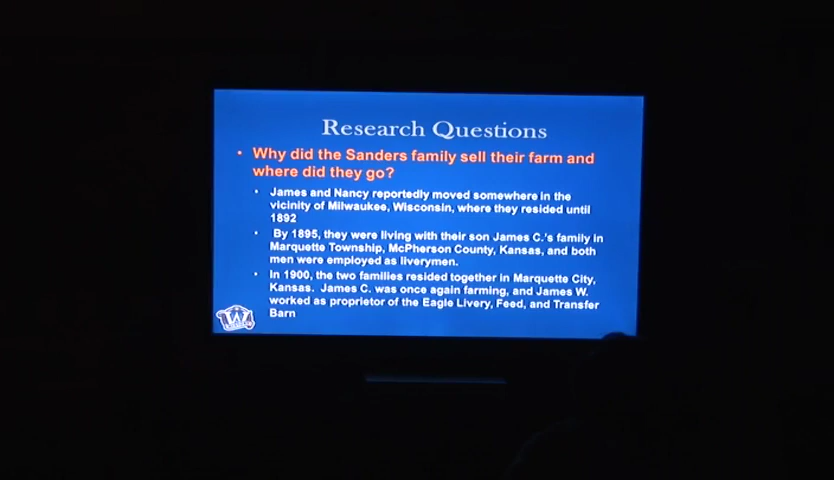 Research Questions
• Why did the Sanders family sell their farm and
where did they go?
• James and Nancy reportedly moved somewhere in the
vicinity of Milwaukee, Wisconsin, where they resided until
1892
• By 1895, they were living with their son James C.'s family in
Marquette Township, McPherson County, Kansas, and both
men were employed as liverymen.
• In 1900, the two families resided together in Marquette City,
Kansas. James C. was once again farming, and James W.
worked as proprietor of the Eagle Livery, Feed, and Transfer
Barn
W